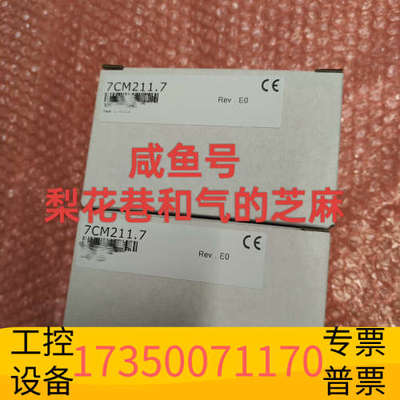 7CM211.7
Rev. E0
CE
咸鱼号
梨花巷和气的芝麻
7CM211.7
Rev. E0
CE
工控 专票
设备 17350071170 普票